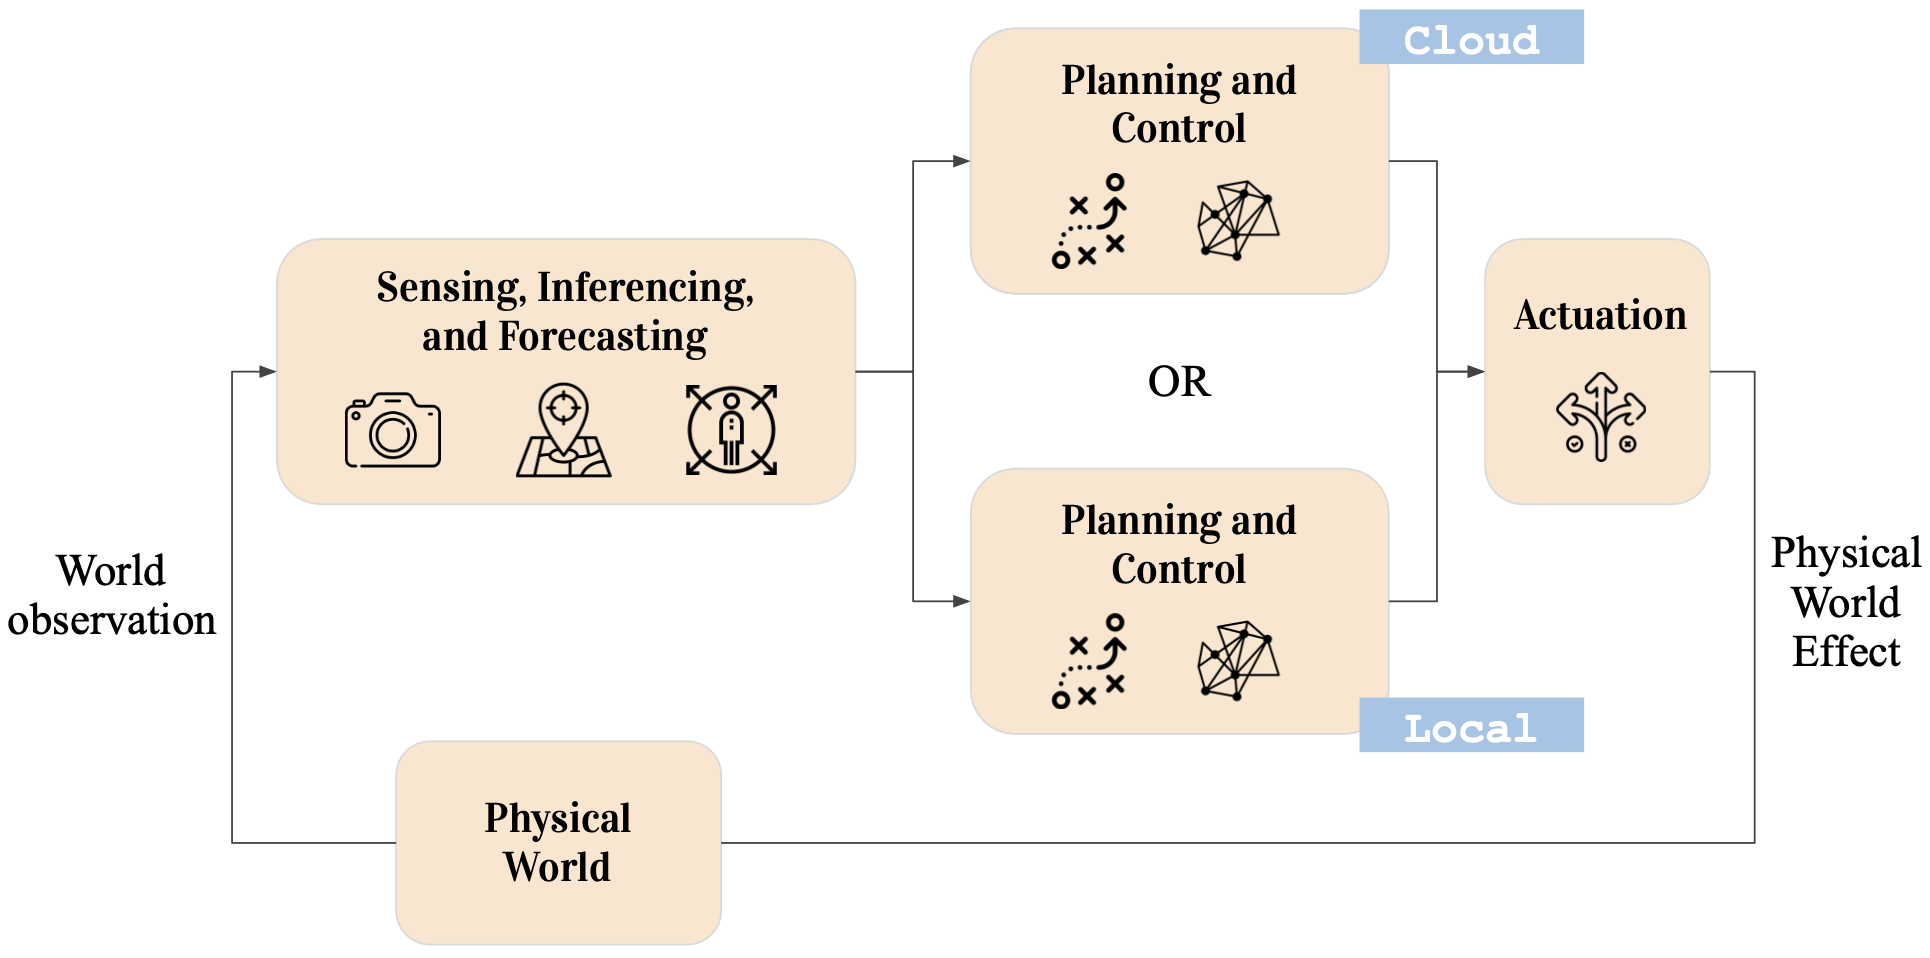 Cloud
Planning and
Control
Sensing, Inferencing,
and Forecasting
Actuation
OR
Planning and
Control
World
observation
Physical
World
Effect
Local
Physical
World